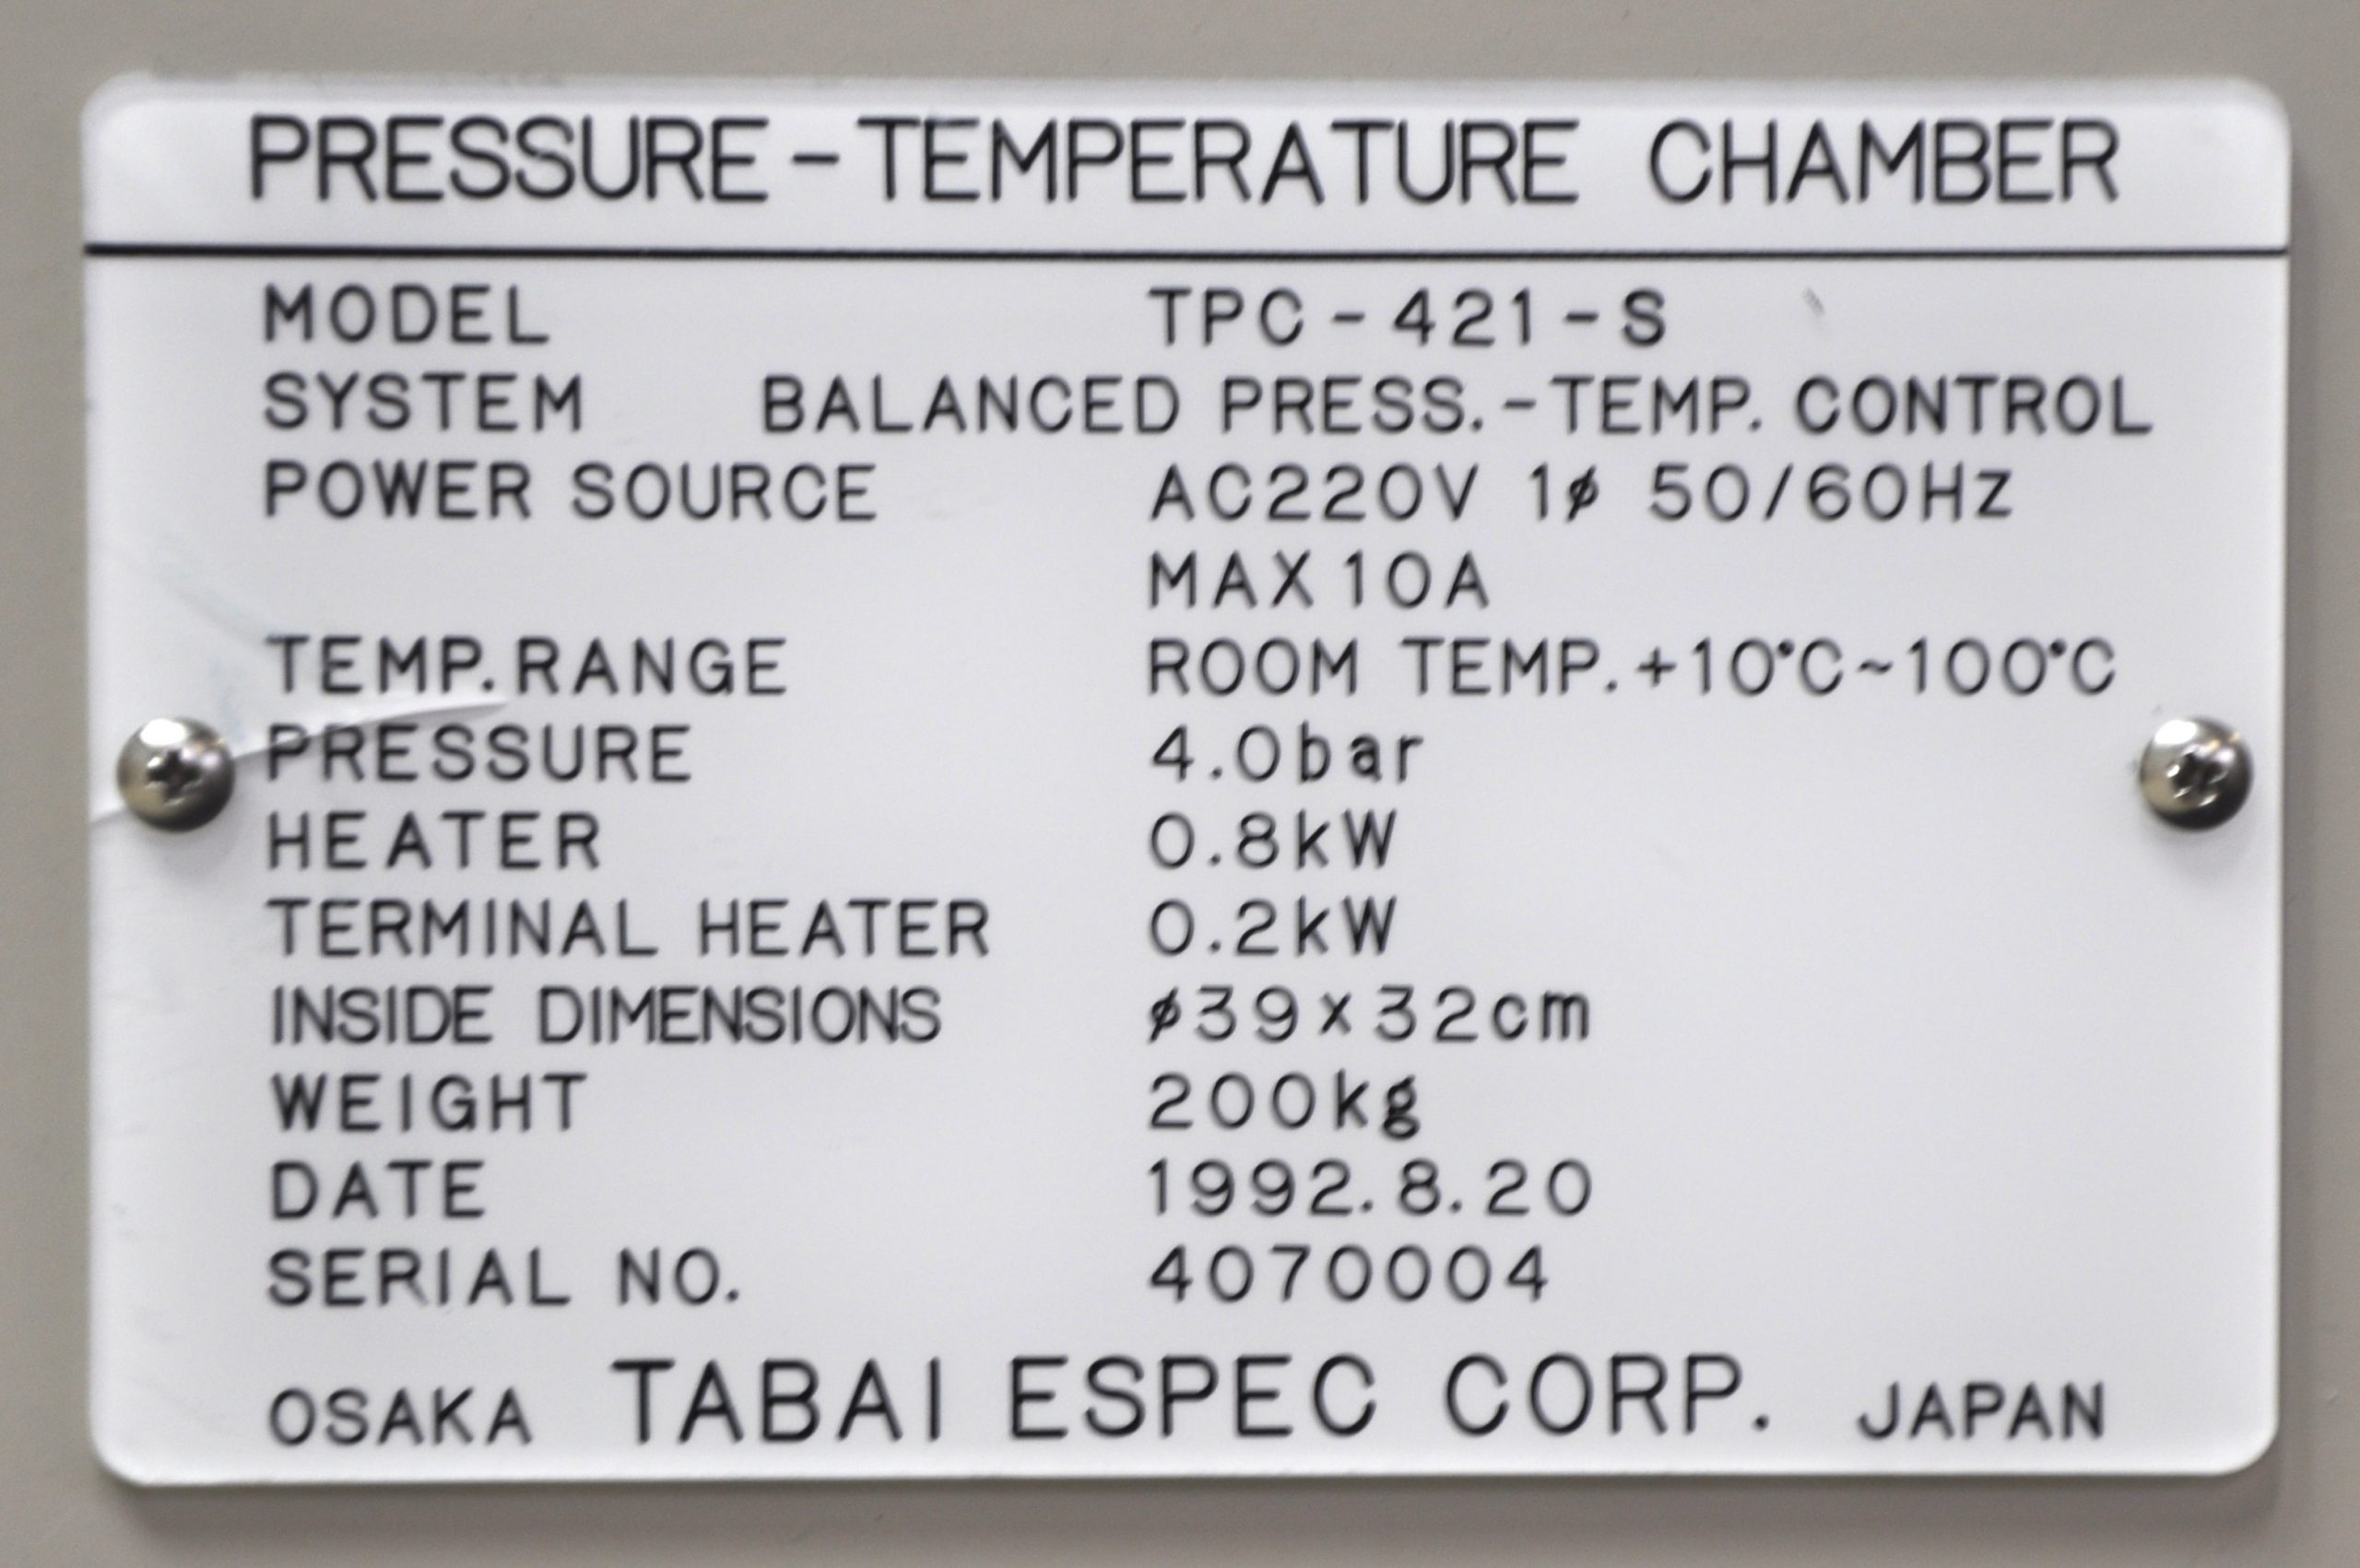 PRESSURE-TEMPERATURE CHAMBER
MODEL TPC-421-S
SYSTEM BALANCED PRESS.-TEMP. CONTROL
POWER SOURCE AC220V 1ø 50/60Hz
MAX10A
TEMP.RANGE ROOM TEMP.+10°C~100°C
PRESSURE 4.0bar
HEATER 0.8kW
TERMINAL HEATER 0.2kW
INSIDE DIMENSIONS ø39×32cm
WEIGHT 200kg
DATE 1992.8.20
SERIAL NO. 4070004
OSAKA TABAI ESPEC CORP. JAPAN